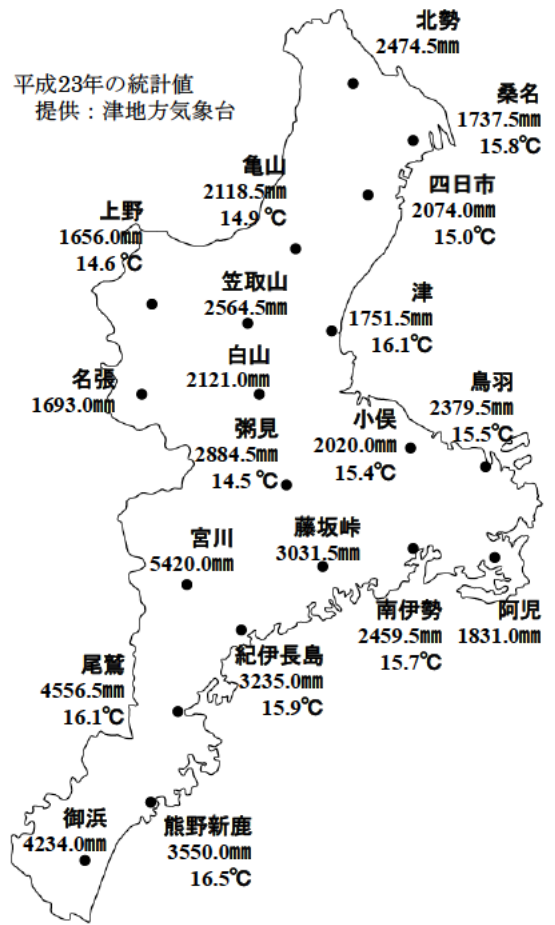 北勢
2474.5㎜
平成23年の統計値
提供：津地方気象台
桑名
1737.5㎜
15.8℃
亀山
2118.5㎜
14.9℃
四日市
2074.0㎜
15.0℃
上野
1656.0㎜
14.6℃
笠取山
2564.5㎜
津
1751.5㎜
16.1℃
白山
2121.0㎜
名張
1693.0㎜
鳥羽
2379.5㎜
15.5℃
小俣
2020.0㎜
15.4℃
粥見
2884.5㎜
14.5℃
宮川
5420.0㎜
藤坂峠
3031.5㎜
南伊勢
2459.5㎜
15.7℃
阿児
1831.0㎜
紀伊長島
3235.0㎜
15.9℃
尾鷲
4556.5㎜
16.1℃
御浜
4234.0㎜
熊野新鹿
3550.0㎜
16.5℃